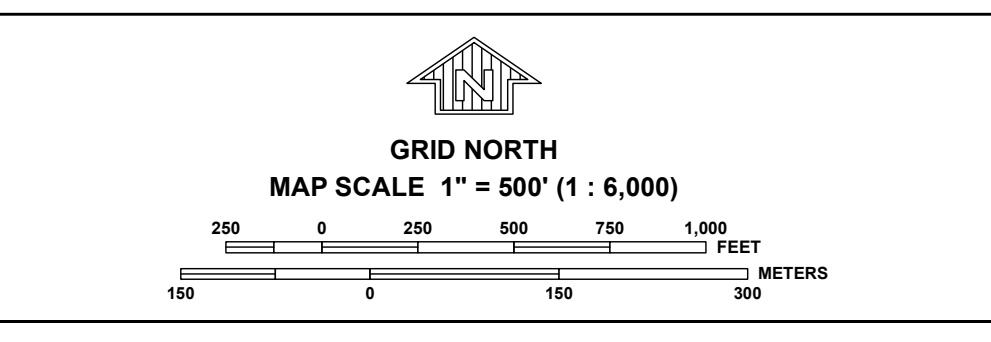 N
GRID NORTH
MAP SCALE 1" = 500' (1 : 6,000)
250 0 250 500 750 1,000
FEET
METERS
150 0 150 300